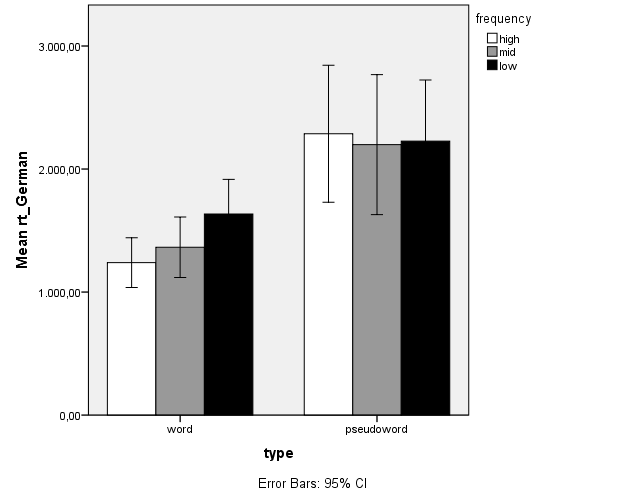 frequency
high
mid
low
3.000,00
2.000,00
1.000,00
0,00
Mean rt_German
word
pseudoword
type
Error Bars: 95% CI